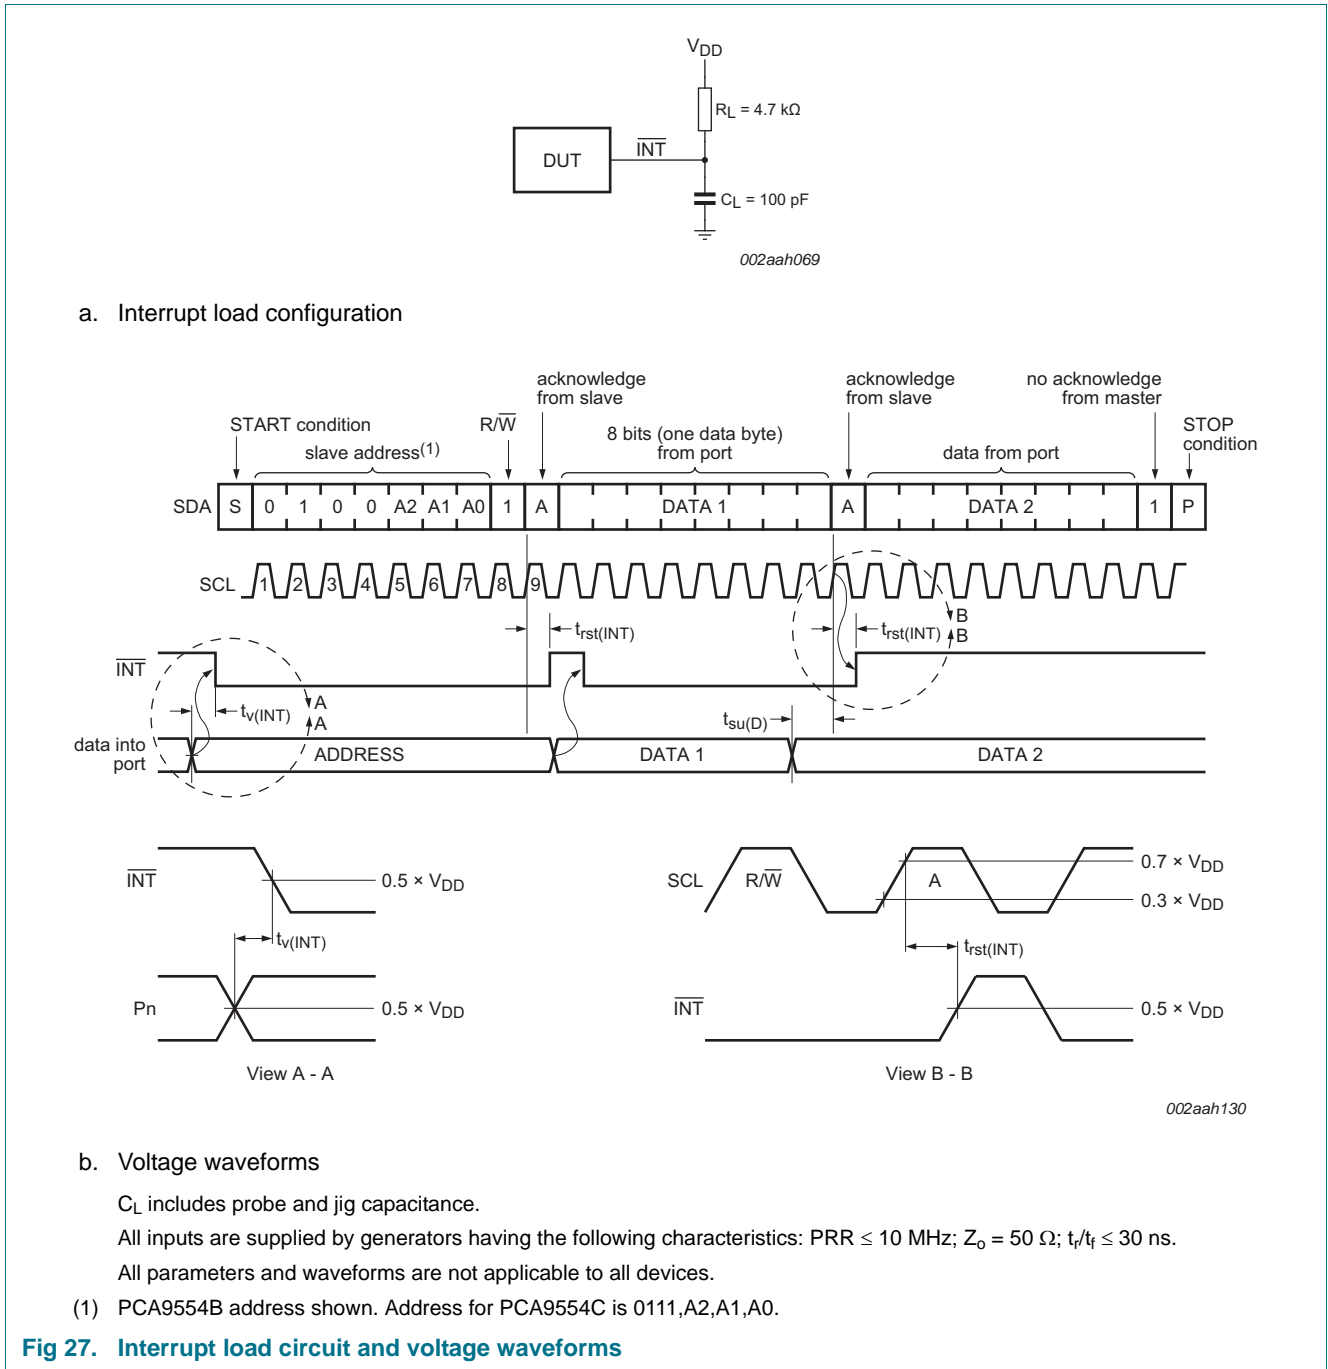 VDD
RL = 4.7 kΩ
DUT
INT
CL = 100 pF
002aah069
a. Interrupt load configuration
acknowledge
from slave
acknowledge
from slave
no acknowledge
from master
START condition
R/W
8 bits (one data byte)
from port
STOP
condition
slave address(1)
data from port
SDA S 0 1 0 0 A2 A1 A0 1 A DATA 1 A DATA 2 1 P
SCL 1 2 3 4 5 6 7 8 9
trst(INT)
trst(INT)
B
B
INT
tv(INT)
A
A
tsu(D)
data into
port
ADDRESS DATA 1 DATA 2
INT
0.5 × VDD
tv(INT)
Pn
0.5 × VDD
View A - A
SCL R/W A
0.7 × VDD
0.3 × VDD
trst(INT)
INT
0.5 × VDD
View B - B
002aah130
b. Voltage waveforms
CL includes probe and jig capacitance.
All inputs are supplied by generators having the following characteristics: PRR ≤ 10 MHz; Zo = 50 Ω; tr/tf ≤ 30 ns.
All parameters and waveforms are not applicable to all devices.
(1) PCA9554B address shown. Address for PCA9554C is 0111,A2,A1,A0.
Fig 27. Interrupt load circuit and voltage waveforms